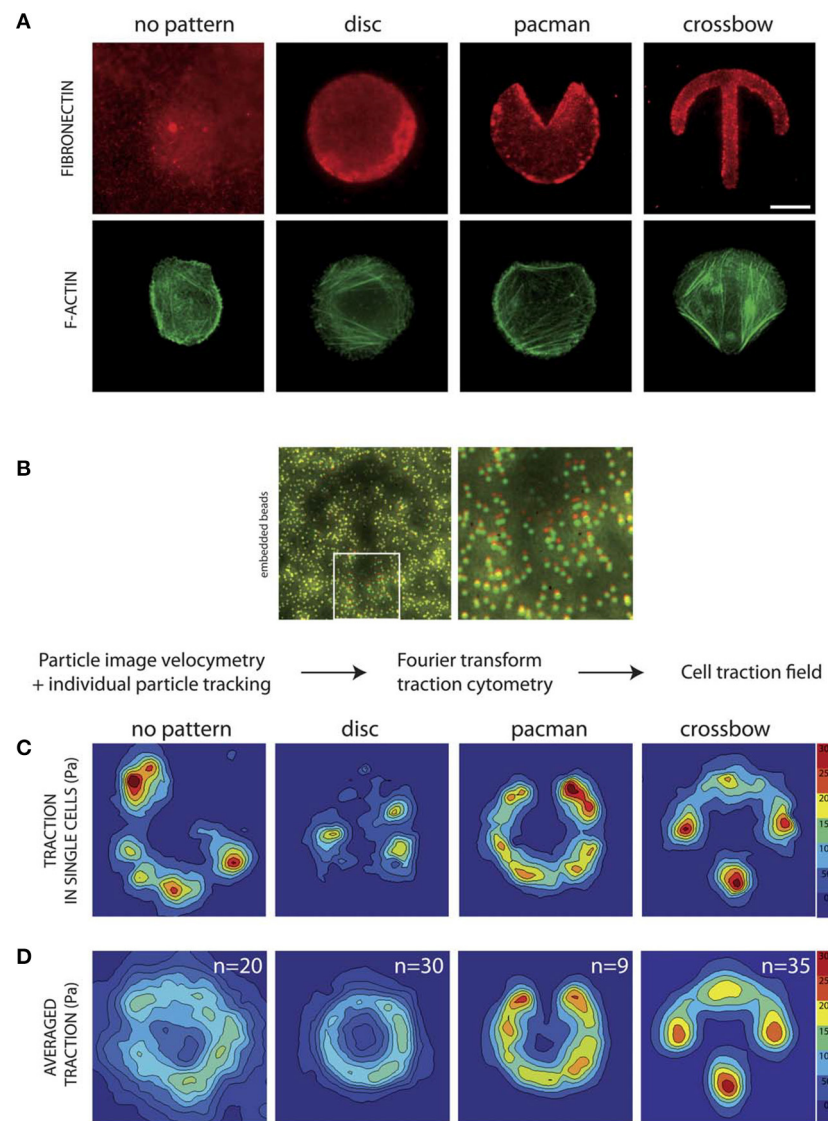 A
no pattern disc pacman crossbow
FIBRONECTIN
F-ACTIN
B
embedded beads
Particle image velocymetry
+ individual particle tracking
Fourier transform
traction cytometry
Cell traction field
C
no pattern disc pacman crossbow
TRACTION
IN SINGLE CELLS (Pa)
D
n=20 n=30 n=9 n=35
AVERAGED
TRACTION (Pa)